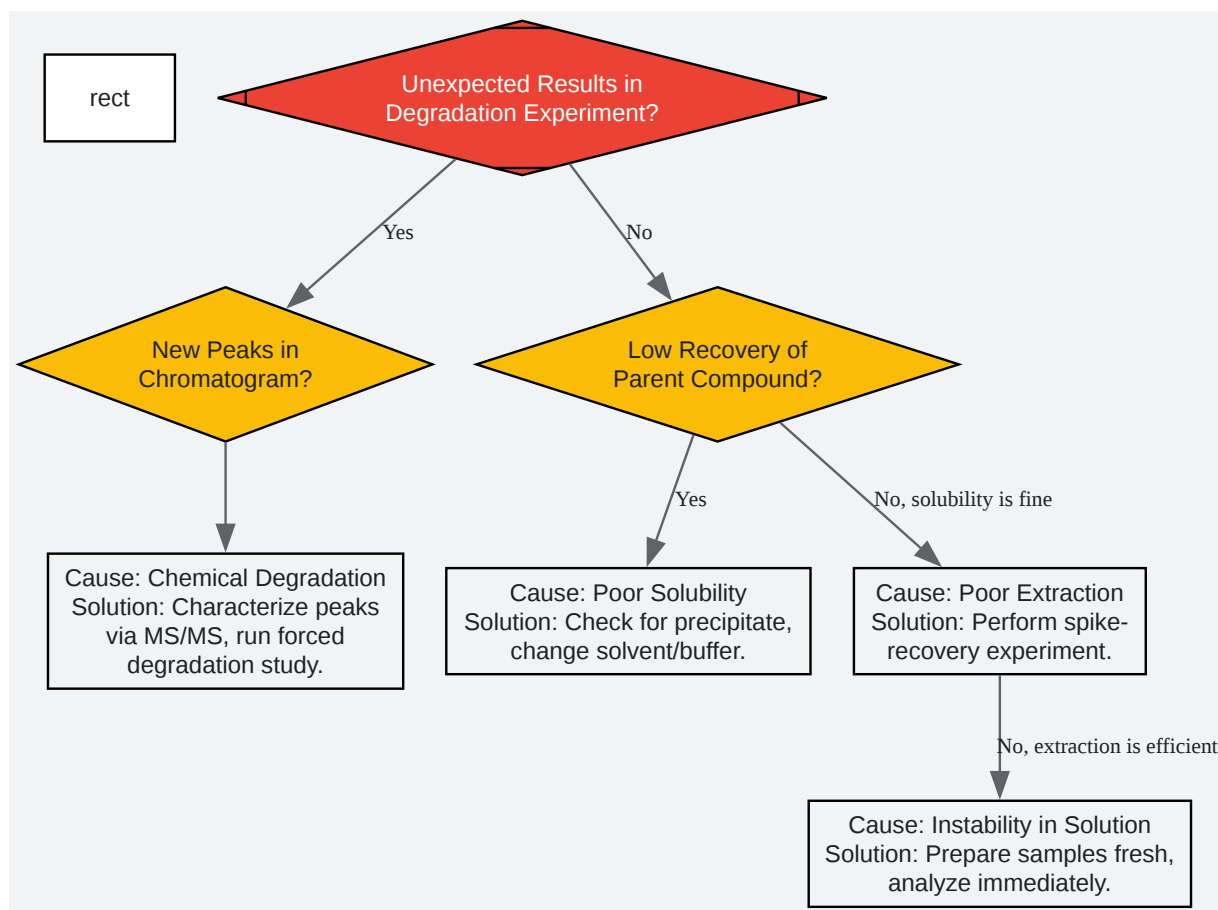 rect
Unexpected Results in
Degradation Experiment?
Yes
No
New Peaks in
Chromatogram?
Low Recovery of
Parent Compound?
Yes
No, solubility is fine
Cause: Chemical Degradation
Solution: Characterize peaks
via MS/MS, run forced
degradation study.
Cause: Poor Solubility
Solution: Check for precipitate,
change solvent/buffer.
Cause: Poor Extraction
Solution: Perform spike-
recovery experiment.
No, extraction is efficient
Cause: Instability in Solution
Solution: Prepare samples fresh,
analyze immediately.